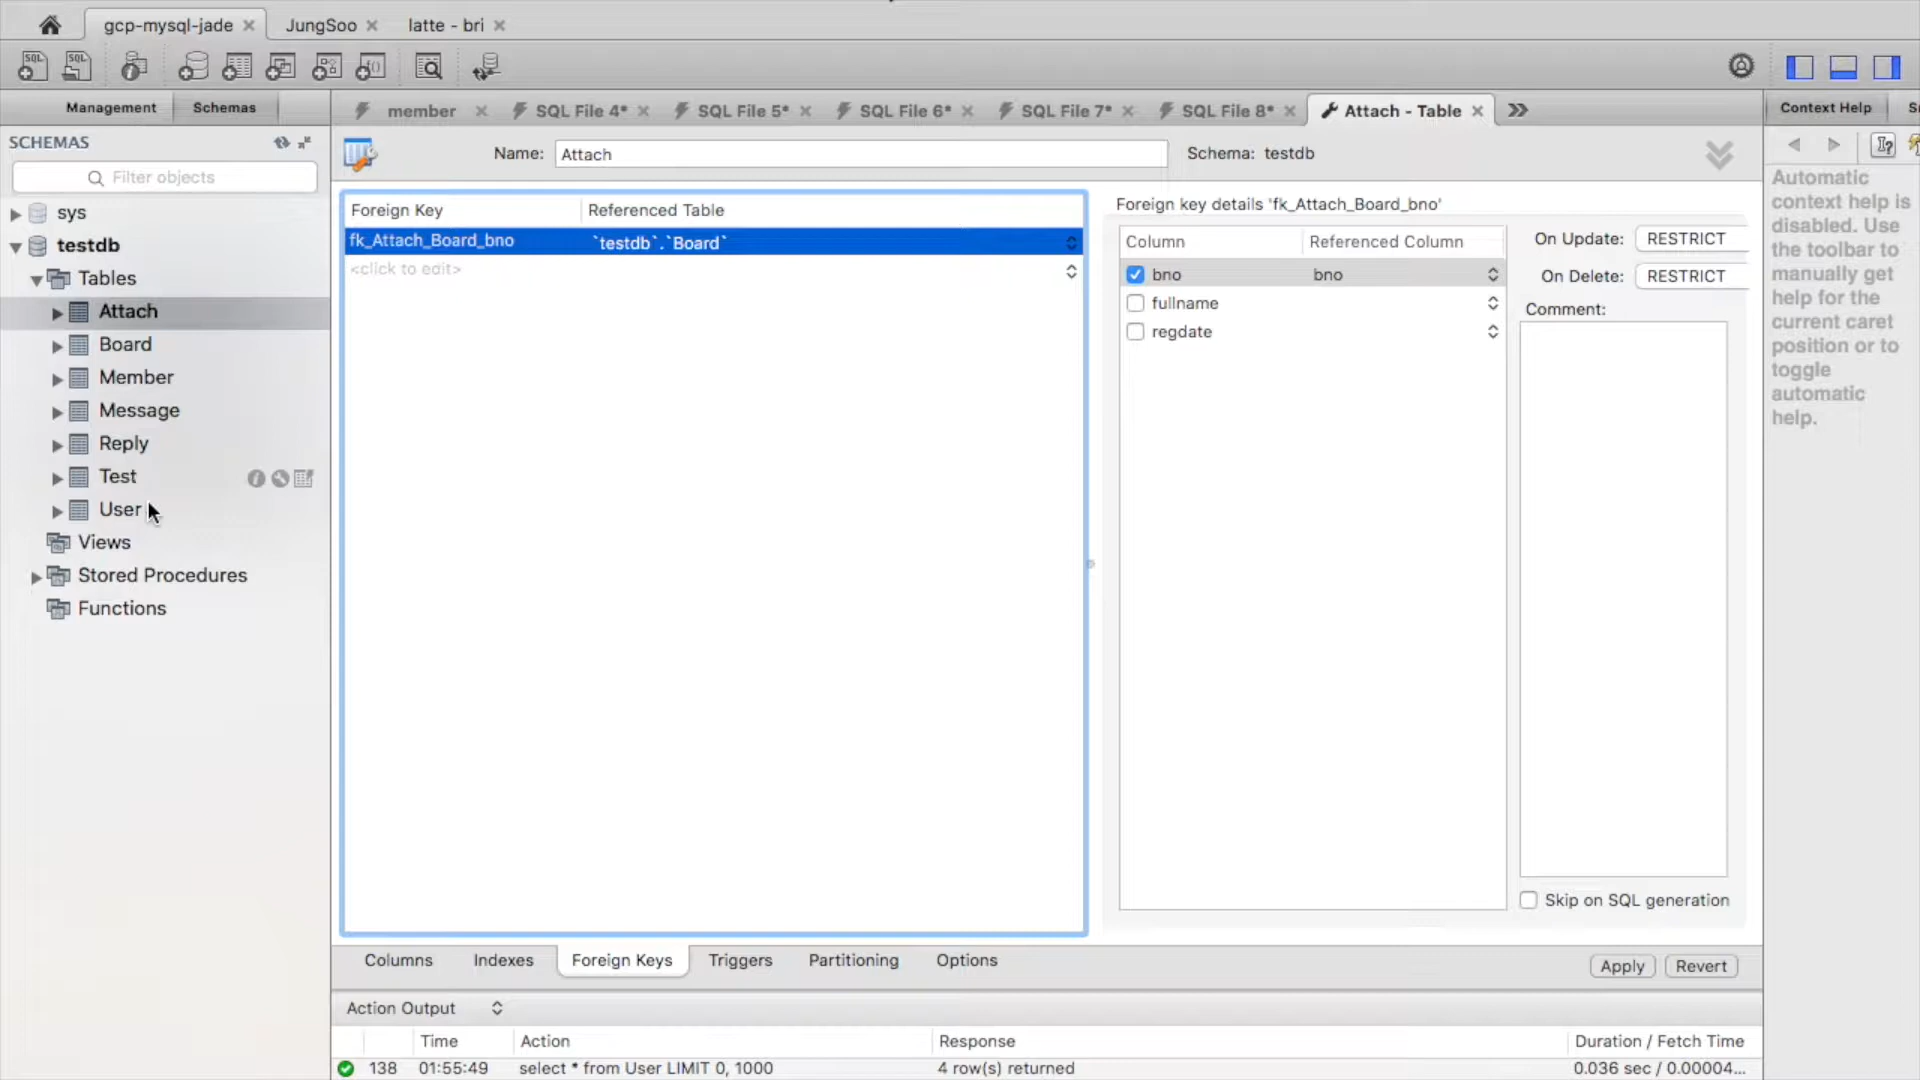 gcp-mysql-jade
JungSoo
latte - bri
SQL
SQL
Management
Schemas
member
SQL File 4*
SQL File 5*
SQL File 6*
SQL File 7*
SQL File 8*
Attach - Table
Context Help
SCHEMAS
Filter objects
Name:
Attach
Schema: testdb
sys
testdb
Tables
Attach
Board
Member
Message
Reply
Test
User
Views
Stored Procedures
Functions
Foreign Key
Referenced Table
fk_Attach_Board_bno
`testdb`.`Board`
<click to edit>
Foreign key details 'fk_Attach_Board_bno'
Column
Referenced Column
bno
bno
fullname
regdate
On Update:
RESTRICT
On Delete:
RESTRICT
Comment:
Skip on SQL generation
Automatic
context help is
disabled. Use
the toolbar to
manually get
help for the
current caret
position or to
toggle
automatic
help.
Columns
Indexes
Foreign Keys
Triggers
Partitioning
Options
Apply
Revert
Action Output
Time
Action
Response
Duration / Fetch Time
138
01:55:49
select * from User LIMIT 0, 1000
4 row(s) returned
0.036 sec / 0.00004...